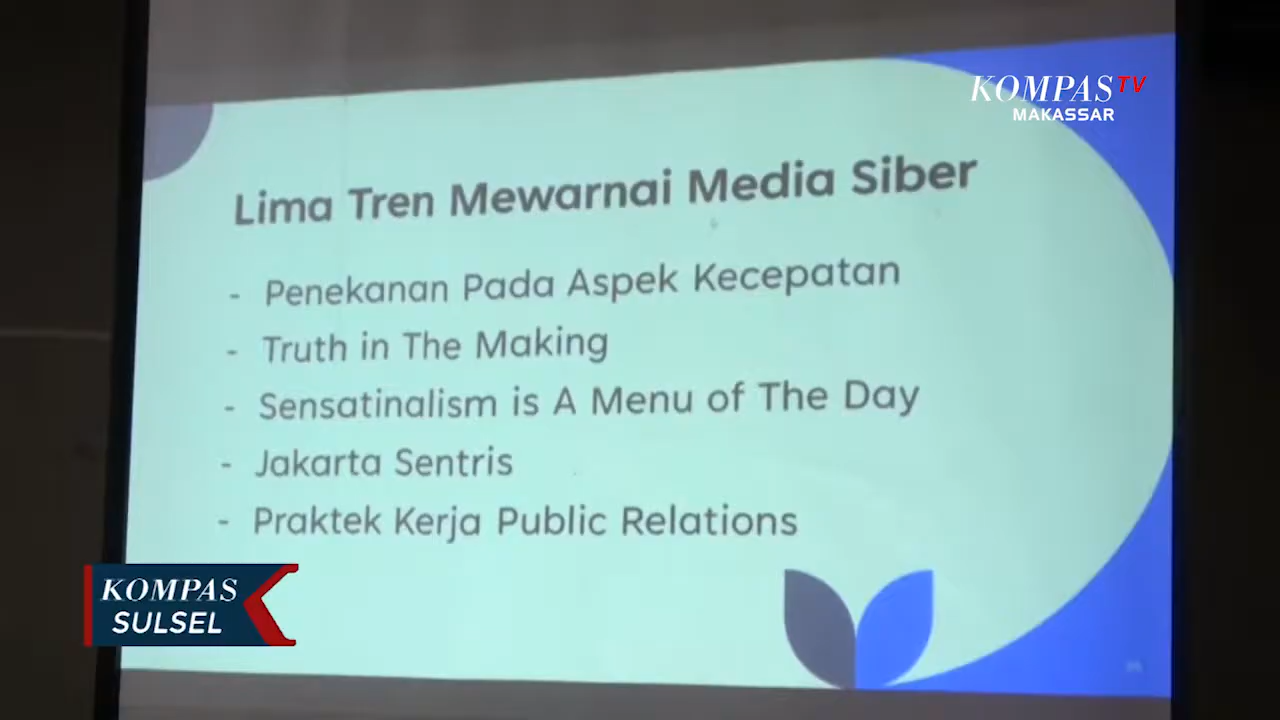 KOMPAS TV
MAKASSAR
Lima Tren Mewarnai Media Siber
- Penekanan Pada Aspek Kecepatan
- Truth in The Making
- Sensatinalism is A Menu of The Day
- Jakarta Sentris
- Praktek Kerja Public Relations
KOMPAS
SULSEL